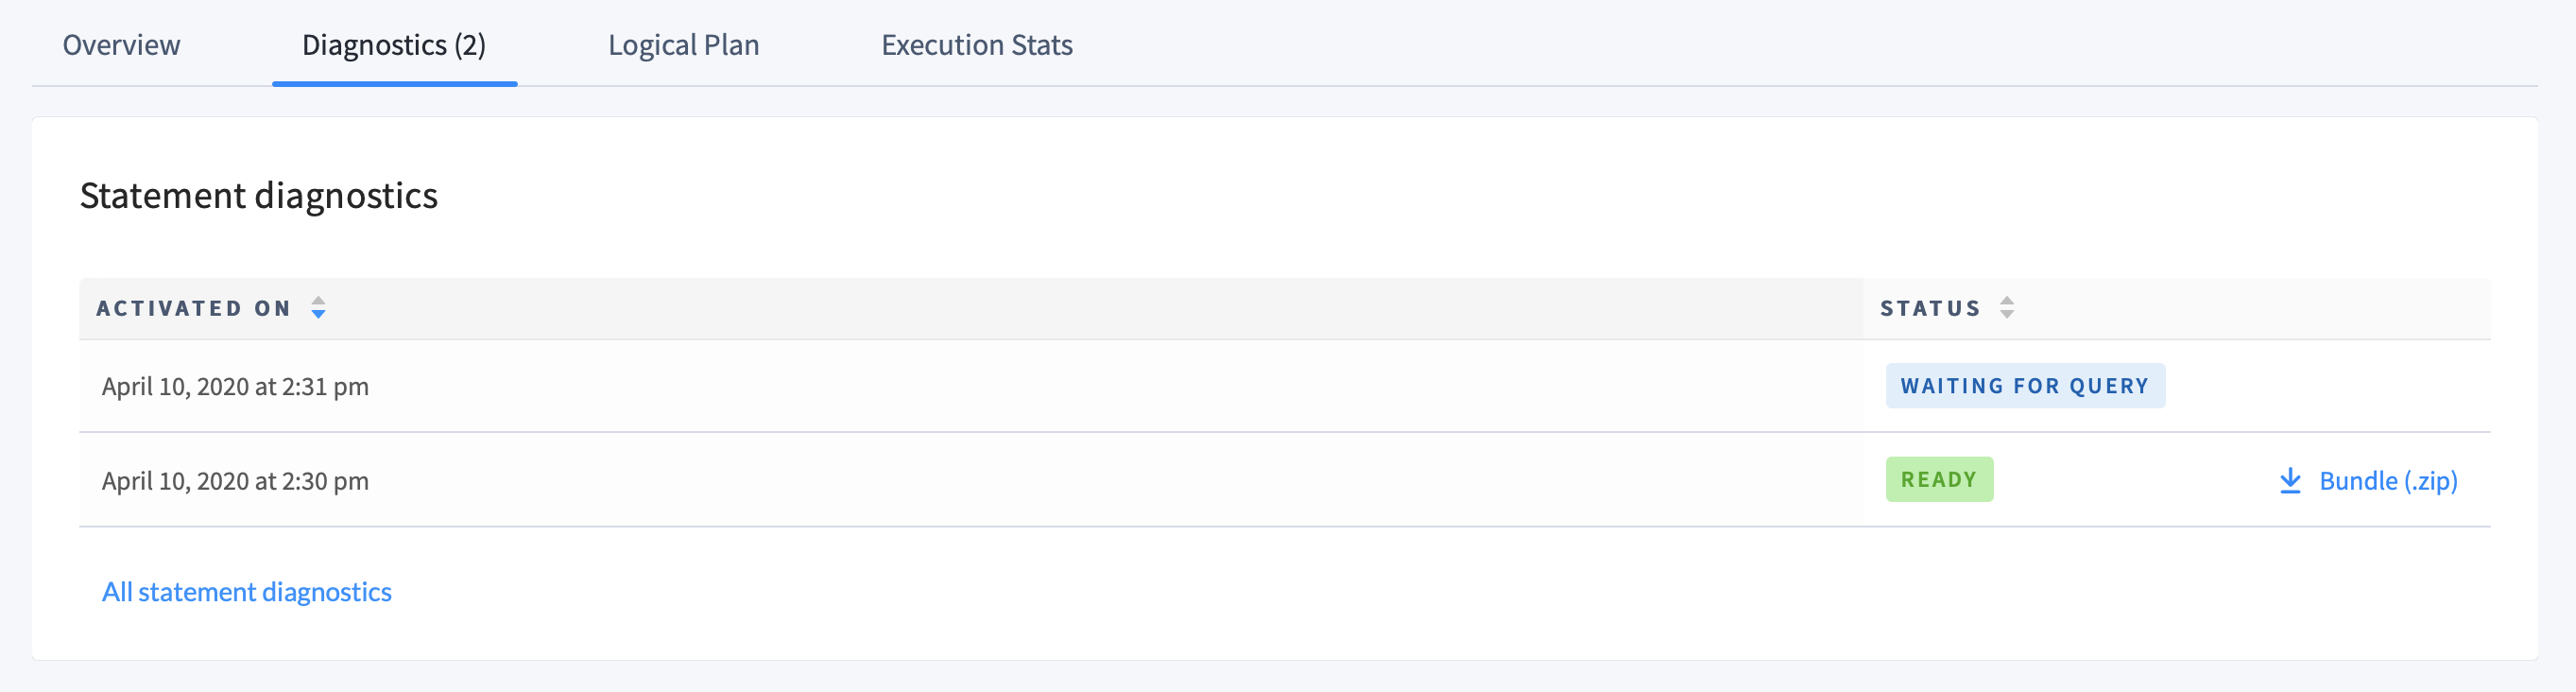 Overview Diagnostics (2) Logical Plan Execution Stats
Statement diagnostics
ACTIVATED ON STATUS
April 10, 2020 at 2:31 pm WAITING FOR QUERY
April 10, 2020 at 2:30 pm READY Bundle (.zip)
All statement diagnostics